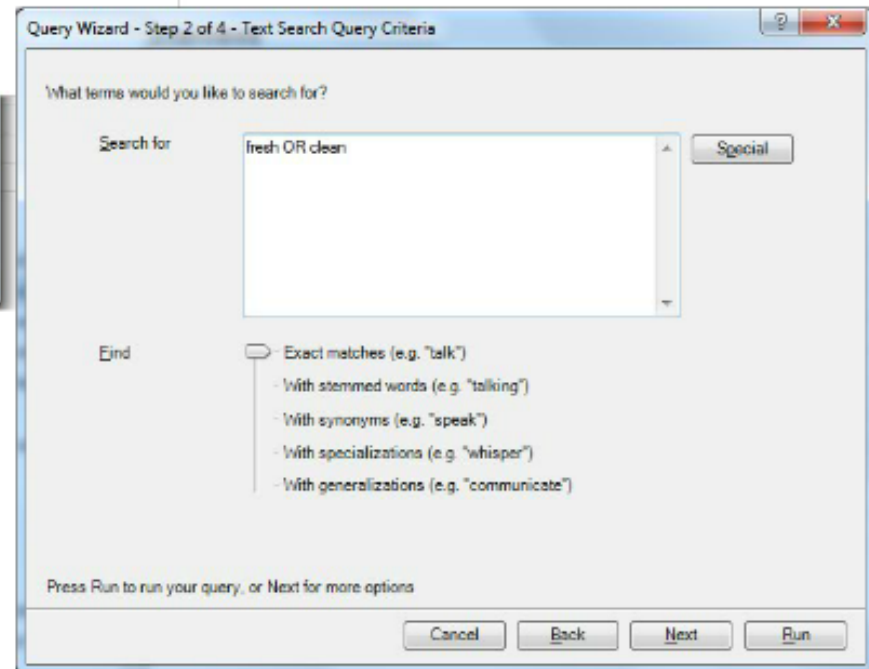 Query Wizard - Step 2 of 4 - Text Search Query Criteria
What terms would you like to search for?
Search for
fresh OR clean
Special
Find
Exact matches (e.g. "talk")
With stemmed words (e.g. "talking")
With synonyms (e.g. "speak")
With specializations (e.g. "whisper")
With generalizations (e.g. "communicate")
Press Run to run your query, or Next for more options
Cancel Back Next Run